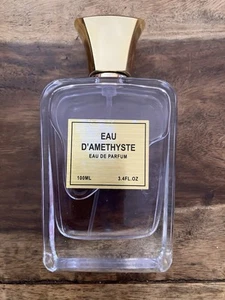 EAU
D'AMETHYSTE
EAU DE PARFUM
100ML 3.4FL.OZ